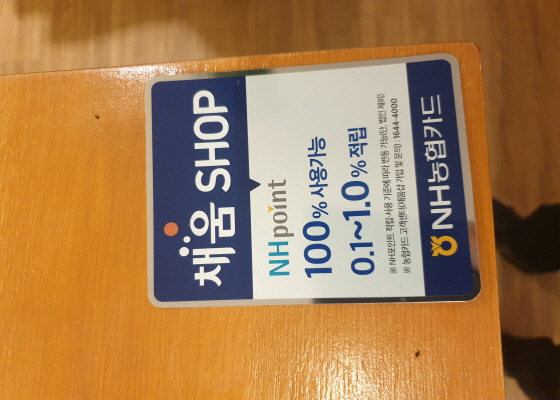 채움 SHOP
NHpoint
100% 사용가능
0.1~1.0% 적립
※ NH포인트 적립·사용 기준에 따라 변동 가능(단, 법인 제외)
※ 농협카드 고객센터(채움샵 가입 및 문의) : 1644-4000
NH농협카드